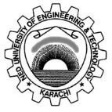 NED UNIVERSITY OF ENGINEERING & TECHNOLOGY
KARACHI